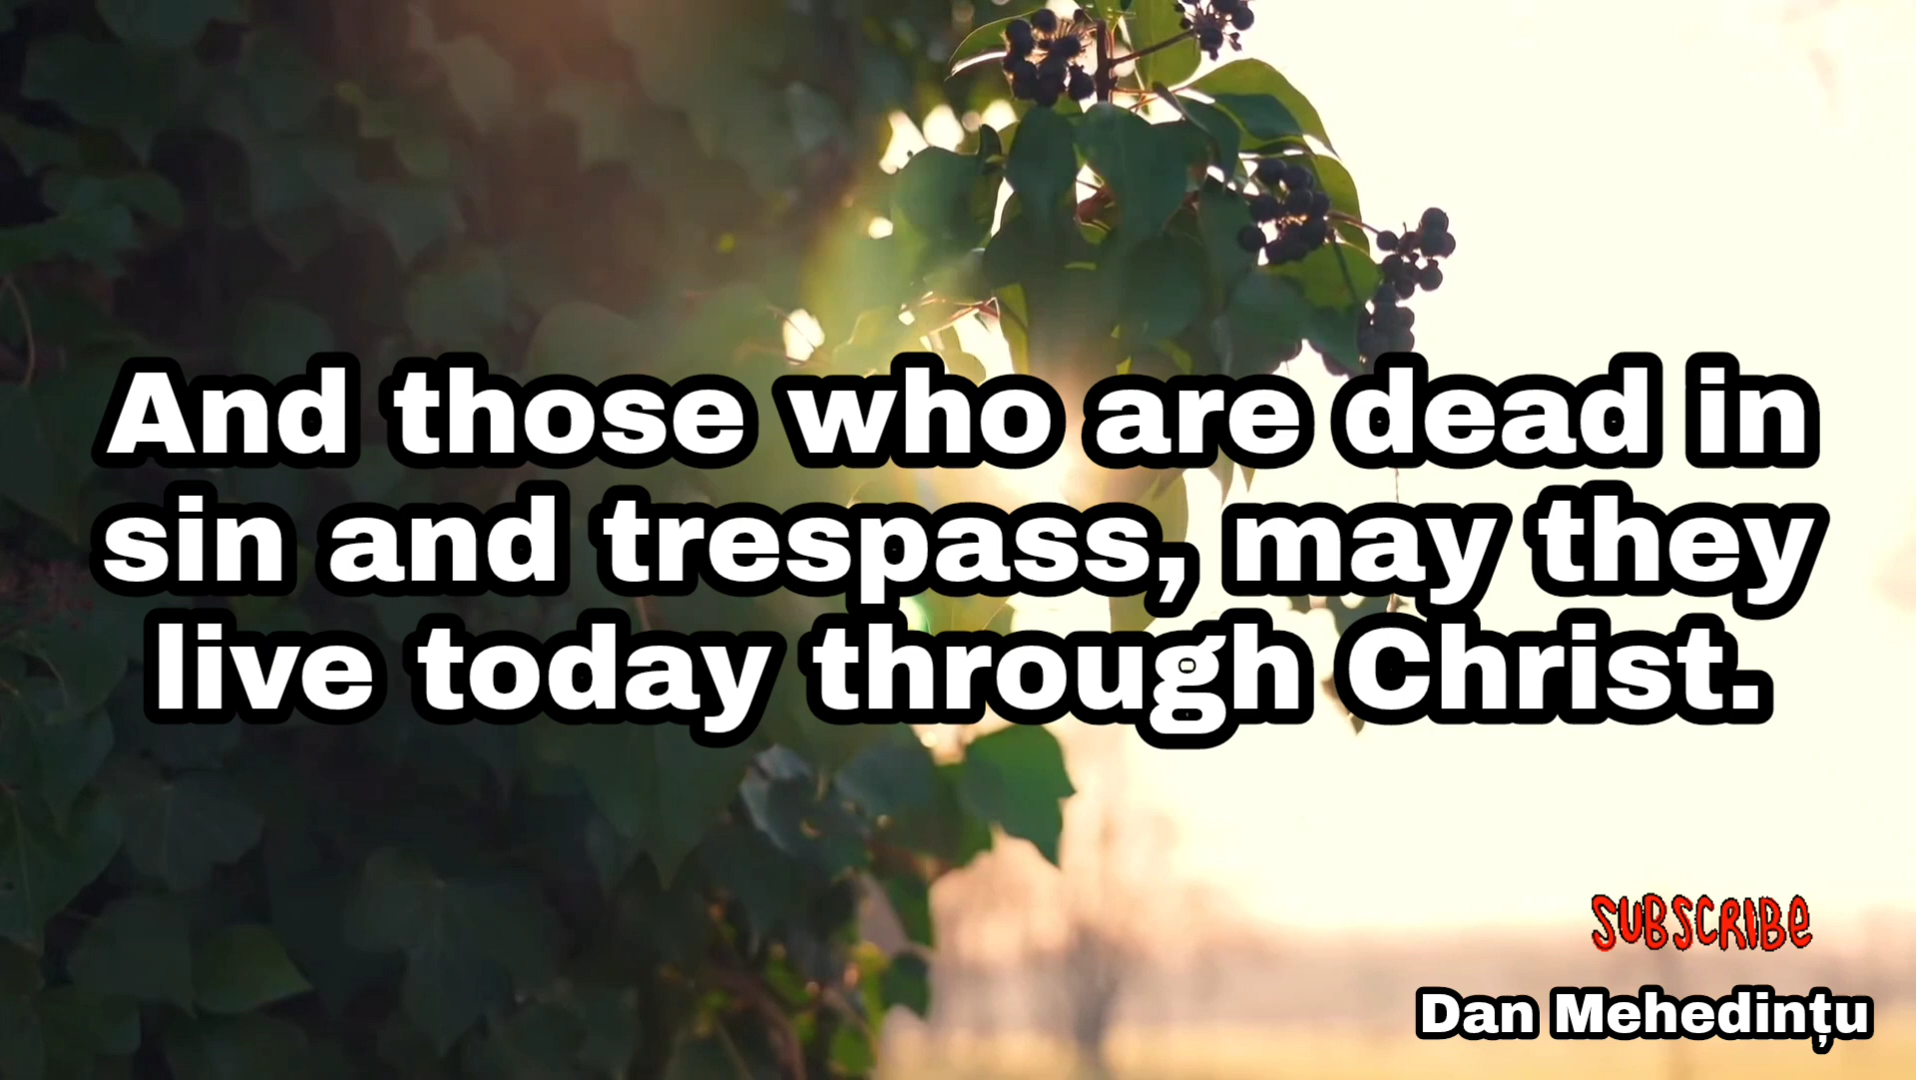 And those who are dead in
sin and trespass, may they
live today through Christ.
SUBSCRIBe
Dan Mehedințu